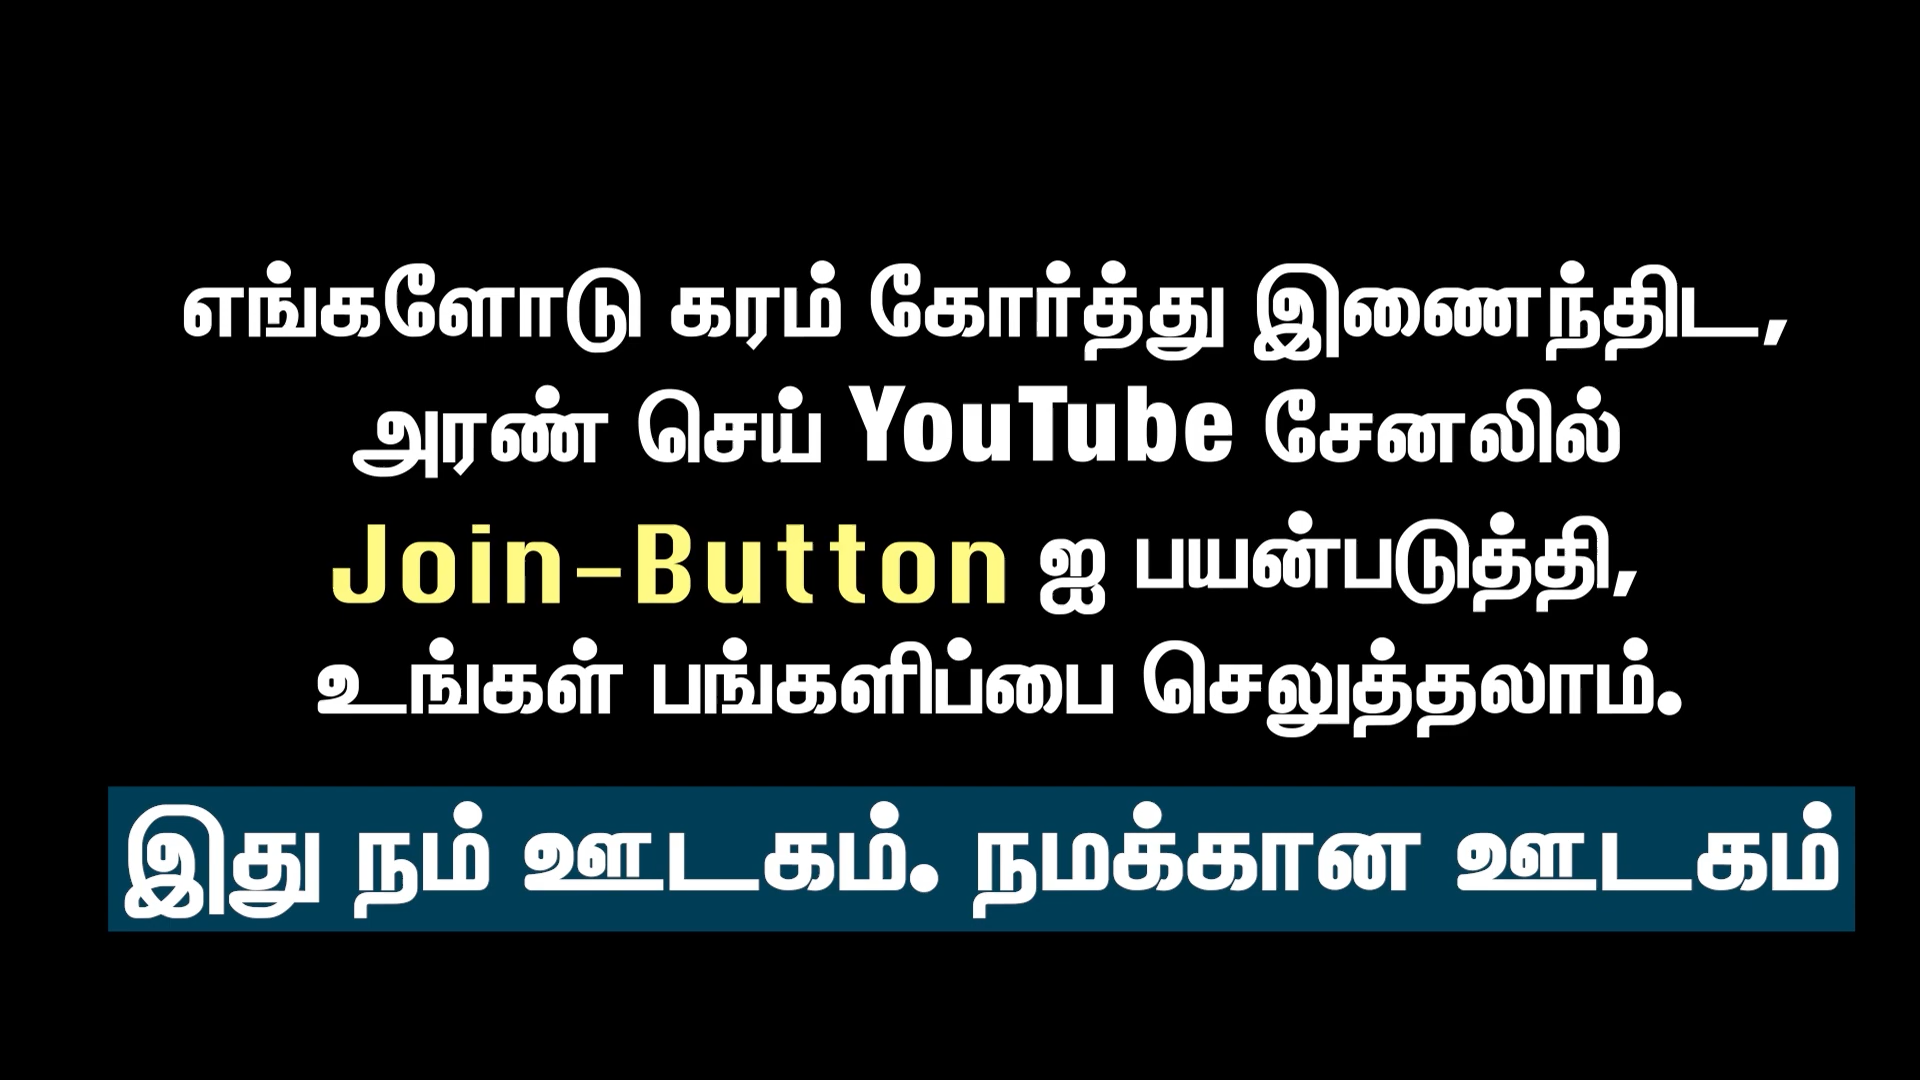 எங்களோடு கரம் கோர்த்து இணைந்திட,
அரண் செய் YouTube சேனலில்
Join-Button ஐ பயன்படுத்தி,
உங்கள் பங்களிப்பை செலுத்தலாம்.
இது நம் ஊடகம். நமக்கான ஊடகம்